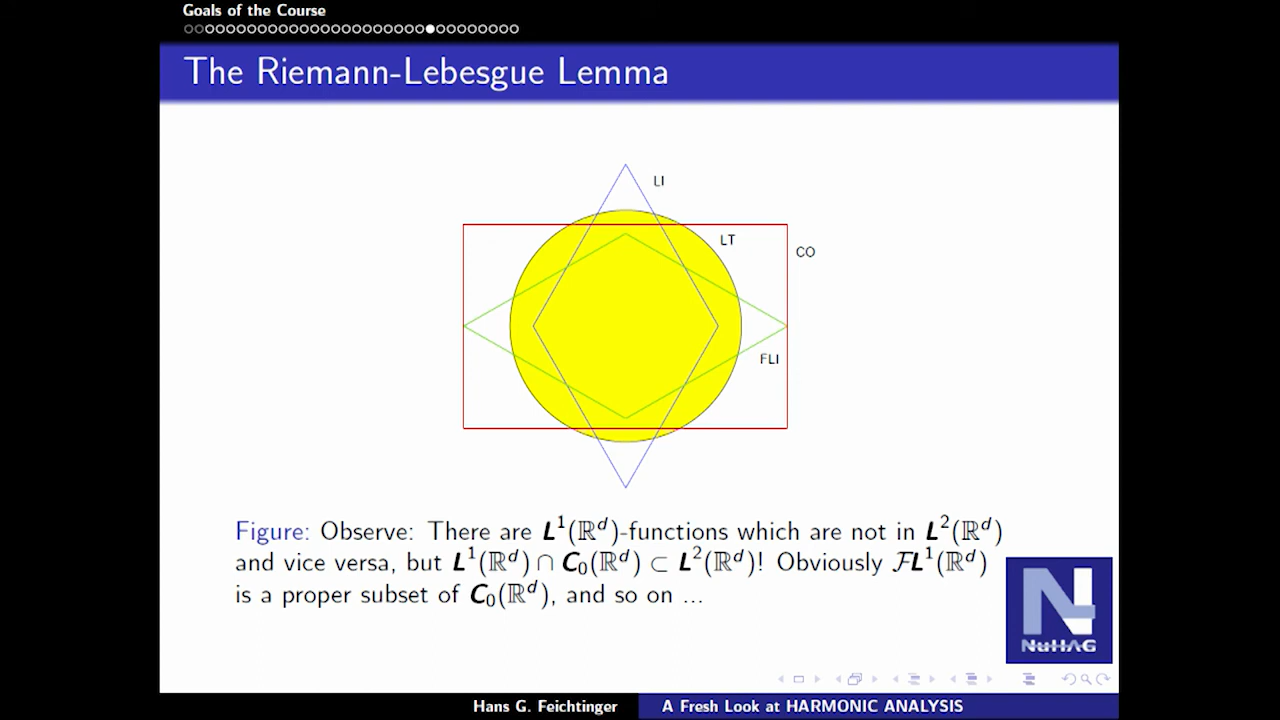 Goals of the Course
The Riemann-Lebesgue Lemma
LI
LT
CO
FLI
Figure: Observe: There are L¹(ℝᵈ)-functions which are not in L²(ℝᵈ)
and vice versa, but L¹(ℝᵈ) ∩ C₀(ℝᵈ) ⊂ L²(ℝᵈ)! Obviously ℱL¹(ℝᵈ)
is a proper subset of C₀(ℝᵈ), and so on ...
N
NuHAG
Hans G. Feichtinger
A Fresh Look at HARMONIC ANALYSIS